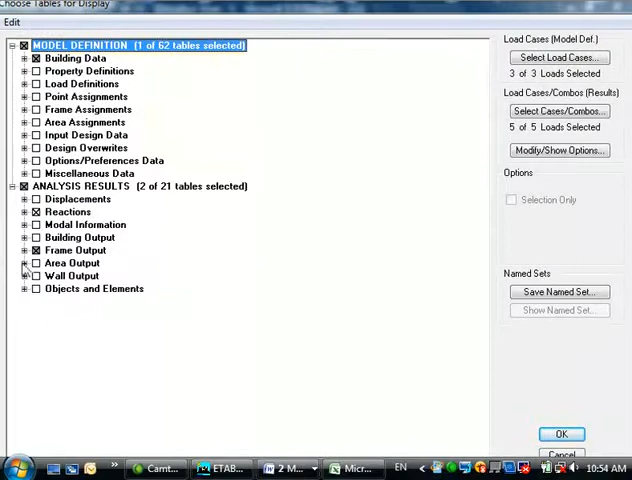 Choose Tables for Display
Edit
MODEL DEFINITION (1 of 62 tables selected)
Building Data
Property Definitions
Load Definitions
Point Assignments
Frame Assignments
Area Assignments
Input Design Data
Design Overwrites
Options/Preferences Data
Miscellaneous Data
ANALYSIS RESULTS (2 of 21 tables selected)
Displacements
Reactions
Modal Information
Building Output
Frame Output
Area Output
Wall Output
Objects and Elements
Load Cases (Model Def.)
Select Load Cases...
3 of 3 Loads Selected
Load Cases/Combos (Results)
Select Cases/Combos...
5 of 5 Loads Selected
Modify/Show Options...
Options
Selection Only
Named Sets
Save Named Set...
Show Named Set...
OK
Cancel
Camt...
ETAB...
2 M...
Micr...
EN
10:54 AM